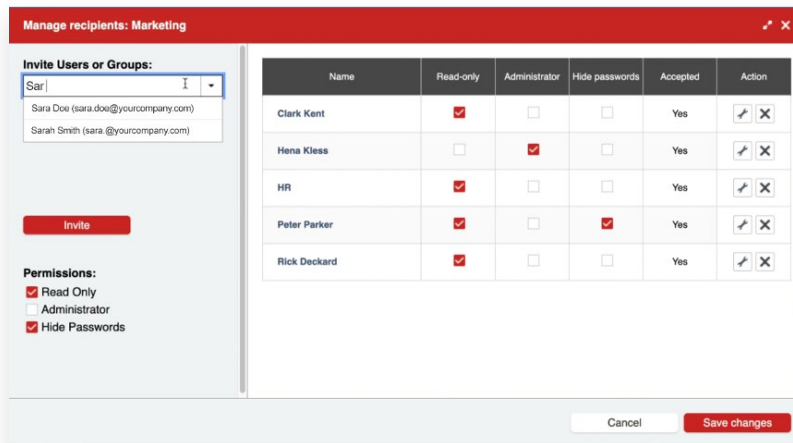 Manage recipients: Marketing
Invite Users or Groups:
Sar
Sara Doe (sara.doe@yourcompany.com)
Sarah Smith (sara.@yourcompany.com)
Invite
Permissions:
Read Only
Administrator
Hide Passwords
Name Read-only Administrator Hide passwords Accepted Action
Clark Kent Yes
Hena Kless Yes
HR Yes
Peter Parker Yes
Rick Deckard Yes
Cancel Save changes